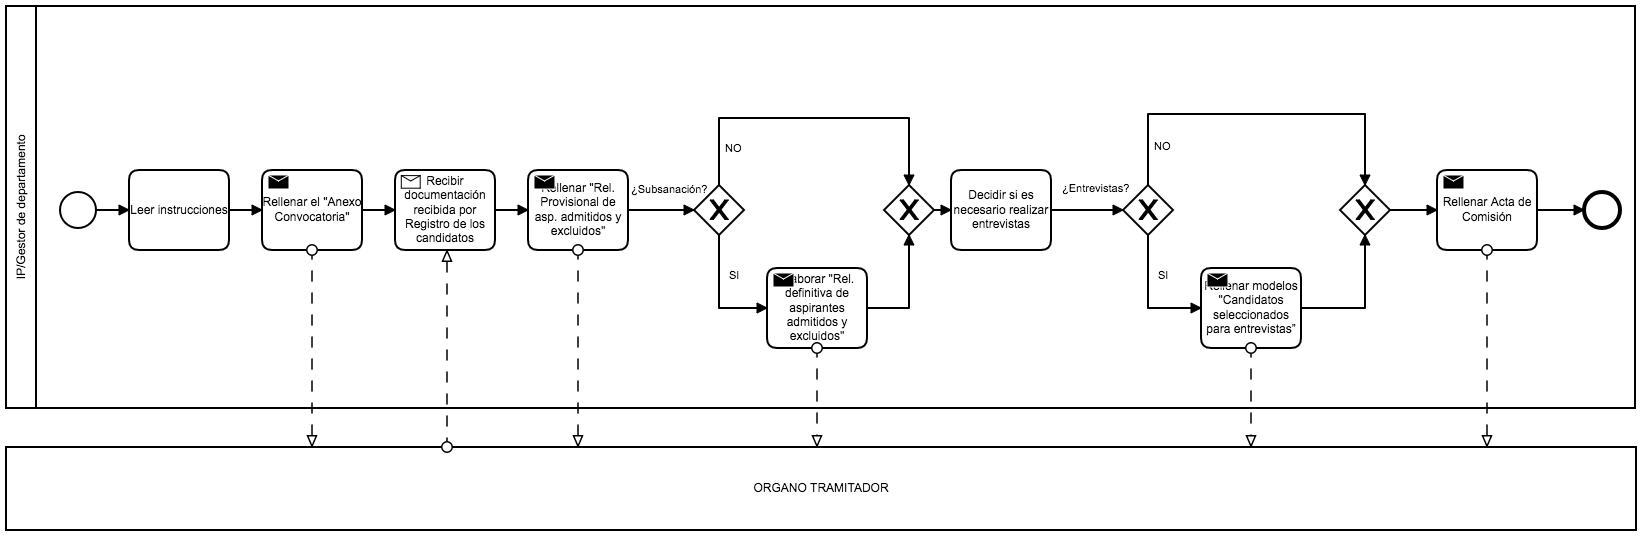 IP/Gestor de departamento
Leer instrucciones
Rellenar el "Anexo
Convocatoria"
Recibir
documentación
recibida por
Registro de los
candidatos
Rellenar "Rel.
Provisional de
asp. admitidos y
excluidos"
¿Subsanación?
NO
SI
aborar "Rel.
definitiva de
aspirantes
admitidos y
excluidos"
Decidir si es
necesario realizar
entrevistas
¿Entrevistas?
NO
SI
Rellenar modelos
"Candidatos
seleccionados
para entrevistas"
Rellenar Acta de
Comisión
ORGANO TRAMITADOR